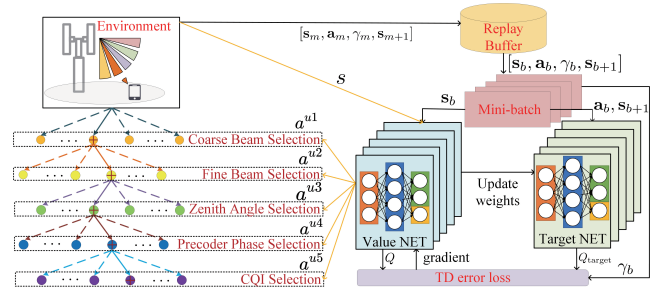 Environment
[s_m, a_m, γ_m, s_{m+1}]
Replay
Buffer
[s_b, a_b, γ_b, s_{b+1}]
s
s_b
Mini-batch
a_b, s_{b+1}
a^{u1}
Coarse Beam Selection
a^{u2}
Fine Beam Selection
a^{u3}
Zenith Angle Selection
a^{u4}
Precoder Phase Selection
a^{u5}
CQI Selection
Value NET
Update
weights
Target NET
Q
gradient
Q_target
γ_b
TD error loss